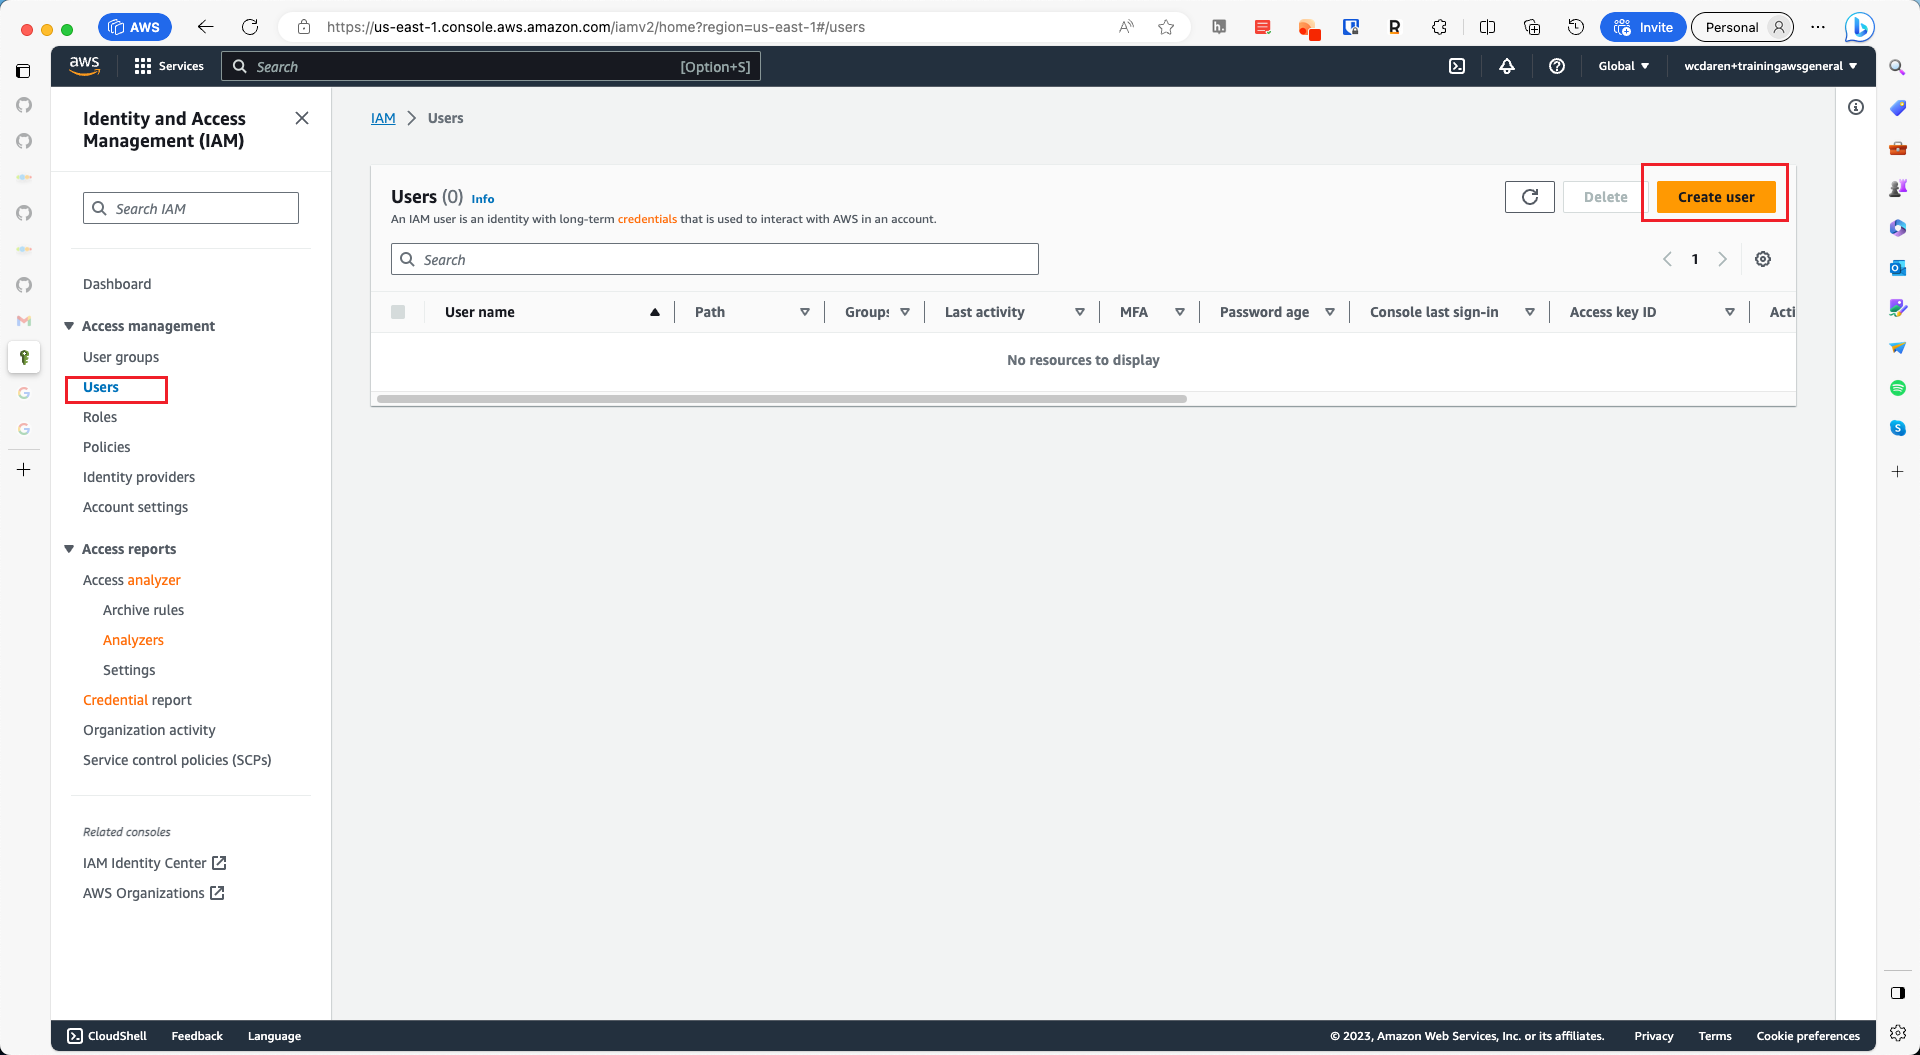 AWS
https://us-east-1.console.aws.amazon.com/iamv2/home?region=us-east-1#/users
Invite
Personal
aws
Services
Search
[Option+S]
Global
wcdaren+trainingawsgeneral
Identity and Access
Management (IAM)
Search IAM
Dashboard
Access management
User groups
Users
Roles
Policies
Identity providers
Account settings
Access reports
Access analyzer
Archive rules
Analyzers
Settings
Credential report
Organization activity
Service control policies (SCPs)
Related consoles
IAM Identity Center
AWS Organizations
IAM > Users
Users (0) Info
An IAM user is an identity with long-term credentials that is used to interact with AWS in an account.
Delete
Create user
Search
1
User name
Path
Groups
Last activity
MFA
Password age
Console last sign-in
Access key ID
Acti
No resources to display
CloudShell
Feedback
Language
© 2023, Amazon Web Services, Inc. or its affiliates.
Privacy
Terms
Cookie preferences